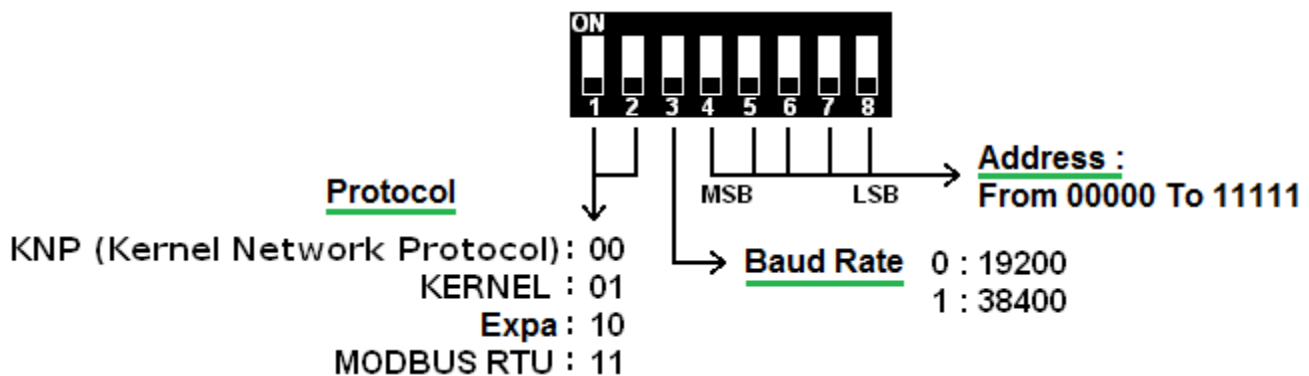 ON
1 2 3 4 5 6 7 8
MSB LSB
Address :
From 00000 To 11111
Protocol
KNP (Kernel Network Protocol) : 00
KERNEL : 01
Expa : 10
MODBUS RTU : 11
Baud Rate 0 : 19200
1 : 38400